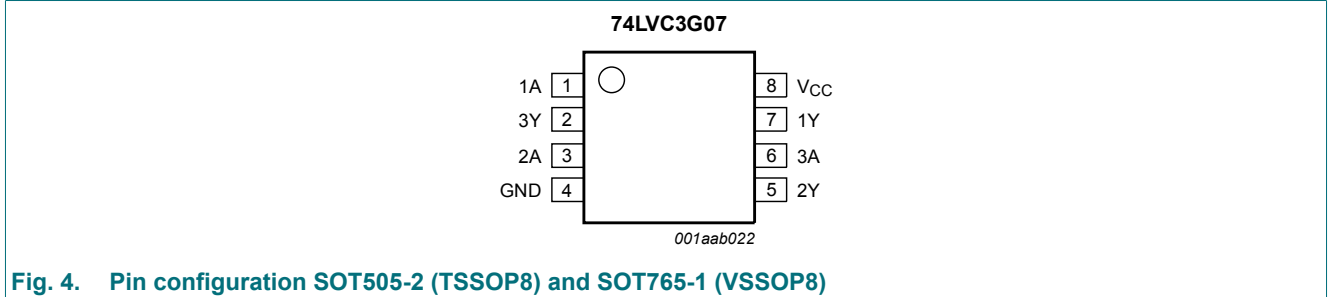 74LVC3G07
1A 1 8 VCC
3Y 2 7 1Y
2A 3 6 3A
GND 4 5 2Y
001aab022
Fig. 4. Pin configuration SOT505-2 (TSSOP8) and SOT765-1 (VSSOP8)